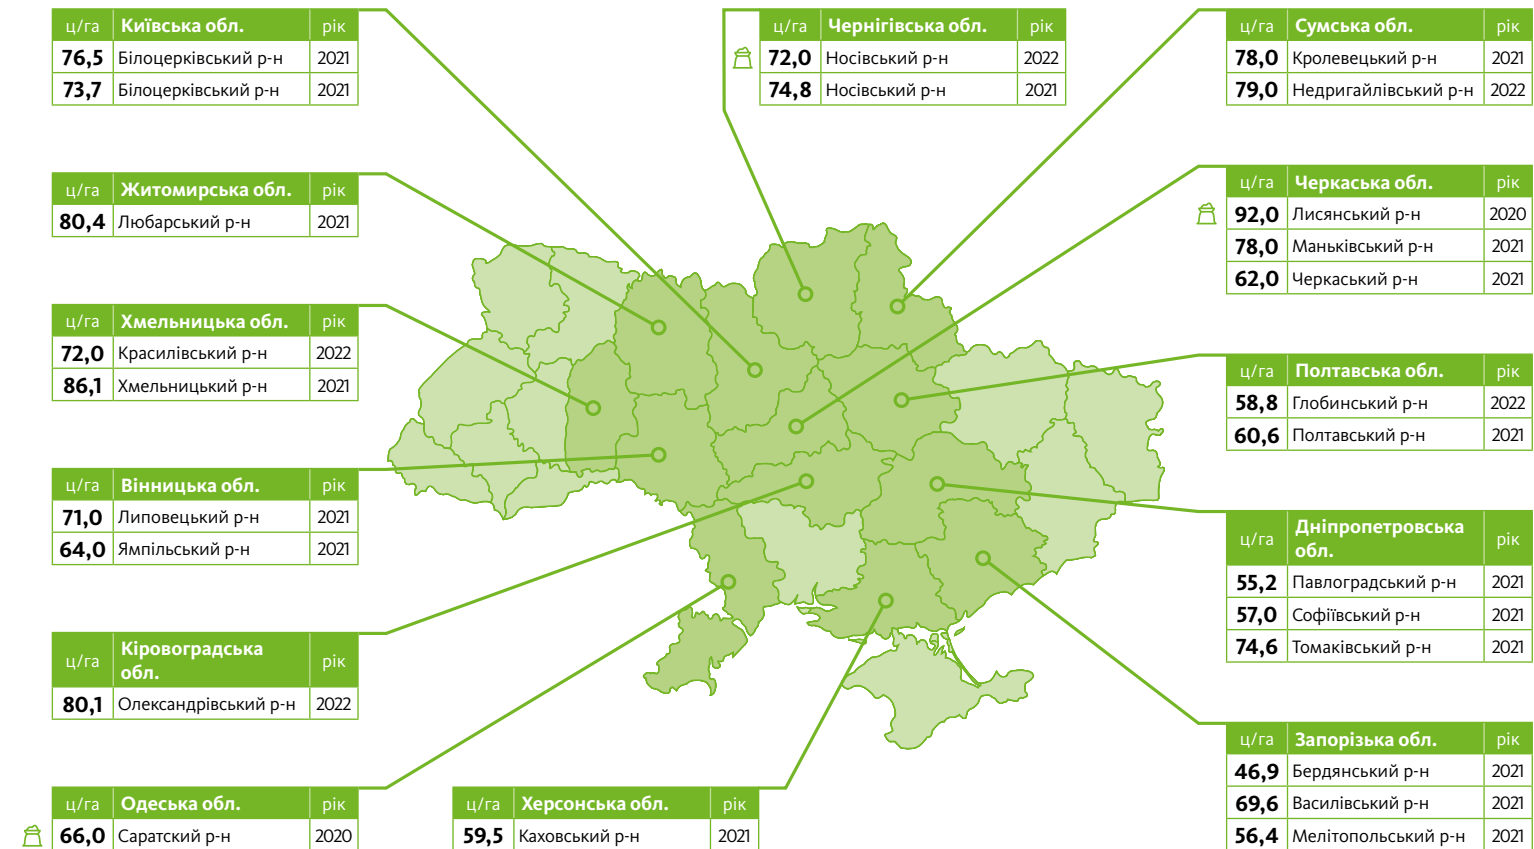 ц/га Київська обл. рік
76,5 Білоцерківський р-н 2021
73,7 Білоцерківський р-н 2021
ц/га Чернігівська обл. рік
72,0 Носівський р-н 2022
74,8 Носівський р-н 2021
ц/га Сумська обл. рік
78,0 Кролевецький р-н 2021
79,0 Недригайлівський р-н 2022
ц/га Житомирська обл. рік
80,4 Любарський р-н 2021
ц/га Черкаська обл. рік
92,0 Лисянський р-н 2020
78,0 Маньківський р-н 2021
62,0 Черкаський р-н 2021
ц/га Хмельницька обл. рік
72,0 Красилівський р-н 2022
86,1 Хмельницький р-н 2021
ц/га Полтавська обл. рік
58,8 Глобинський р-н 2022
60,6 Полтавський р-н 2021
ц/га Вінницька обл. рік
71,0 Липовецький р-н 2021
64,0 Ямпільський р-н 2021
ц/га Дніпропетровська
обл. рік
55,2 Павлоградський р-н 2021
57,0 Софіївський р-н 2021
74,6 Томаківський р-н 2021
ц/га Кіровоградська
обл. рік
80,1 Олександрівський р-н 2022
ц/га Запорізька обл. рік
46,9 Бердянський р-н 2021
69,6 Василівський р-н 2021
56,4 Мелітопольський р-н 2021
ц/га Одеська обл. рік
66,0 Саратский р-н 2020
ц/га Херсонська обл. рік
59,5 Каховський р-н 2021